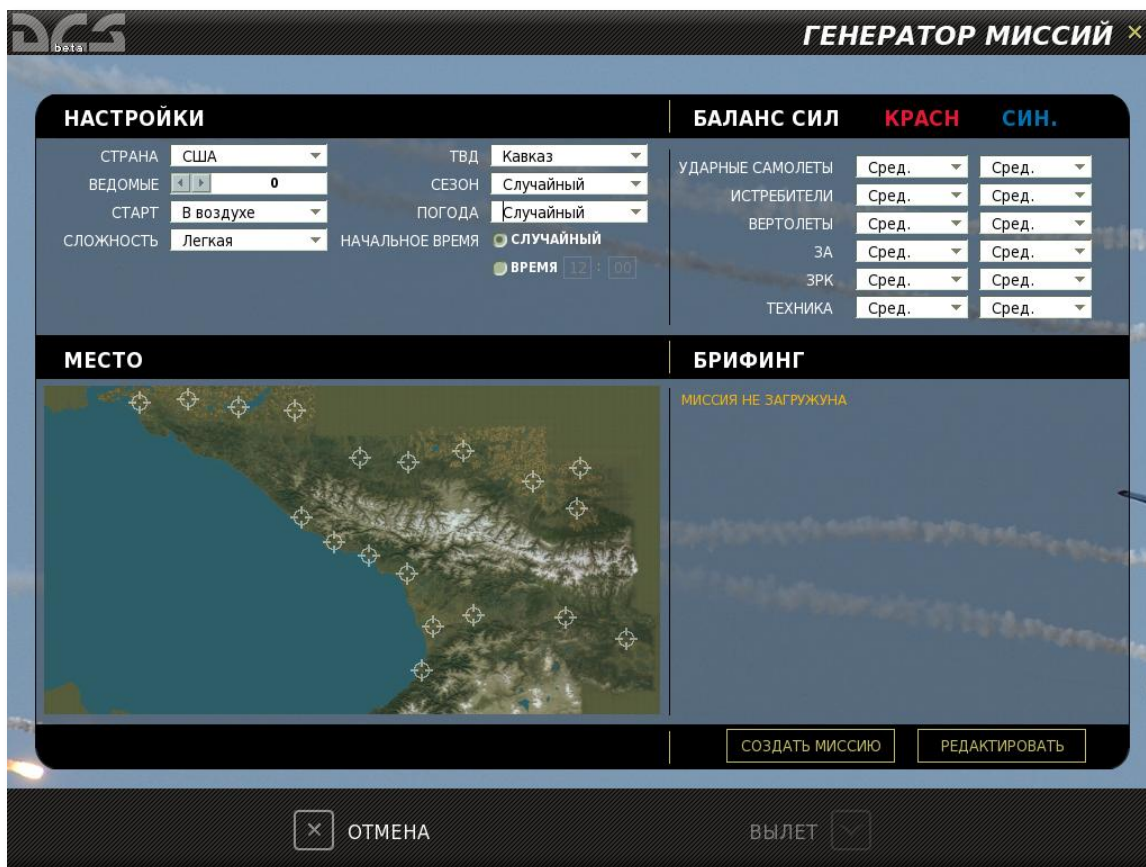 DCS
beta
ГЕНЕРАТОР МИССИЙ
НАСТРОЙКИ
СТРАНА США
ВЕДОМЫЕ 0
СТАРТ В воздухе
СЛОЖНОСТЬ Легкая
ТВД Кавказ
СЕЗОН Случайный
ПОГОДА Случайный
НАЧАЛЬНОЕ ВРЕМЯ СЛУЧАЙНЫЙ
ВРЕМЯ 12 : 00
БАЛАНС СИЛ КРАСН СИН.
УДАРНЫЕ САМОЛЕТЫ Сред. Сред.
ИСТРЕБИТЕЛИ Сред. Сред.
ВЕРТОЛЕТЫ Сред. Сред.
ЗА Сред. Сред.
ЗРК Сред. Сред.
ТЕХНИКА Сред. Сред.
МЕСТО
БРИФИНГ
МИССИЯ НЕ ЗАГРУЖУНА
СОЗДАТЬ МИССИЮ
РЕДАКТИРОВАТЬ
ОТМЕНА
ВЫЛЕТ